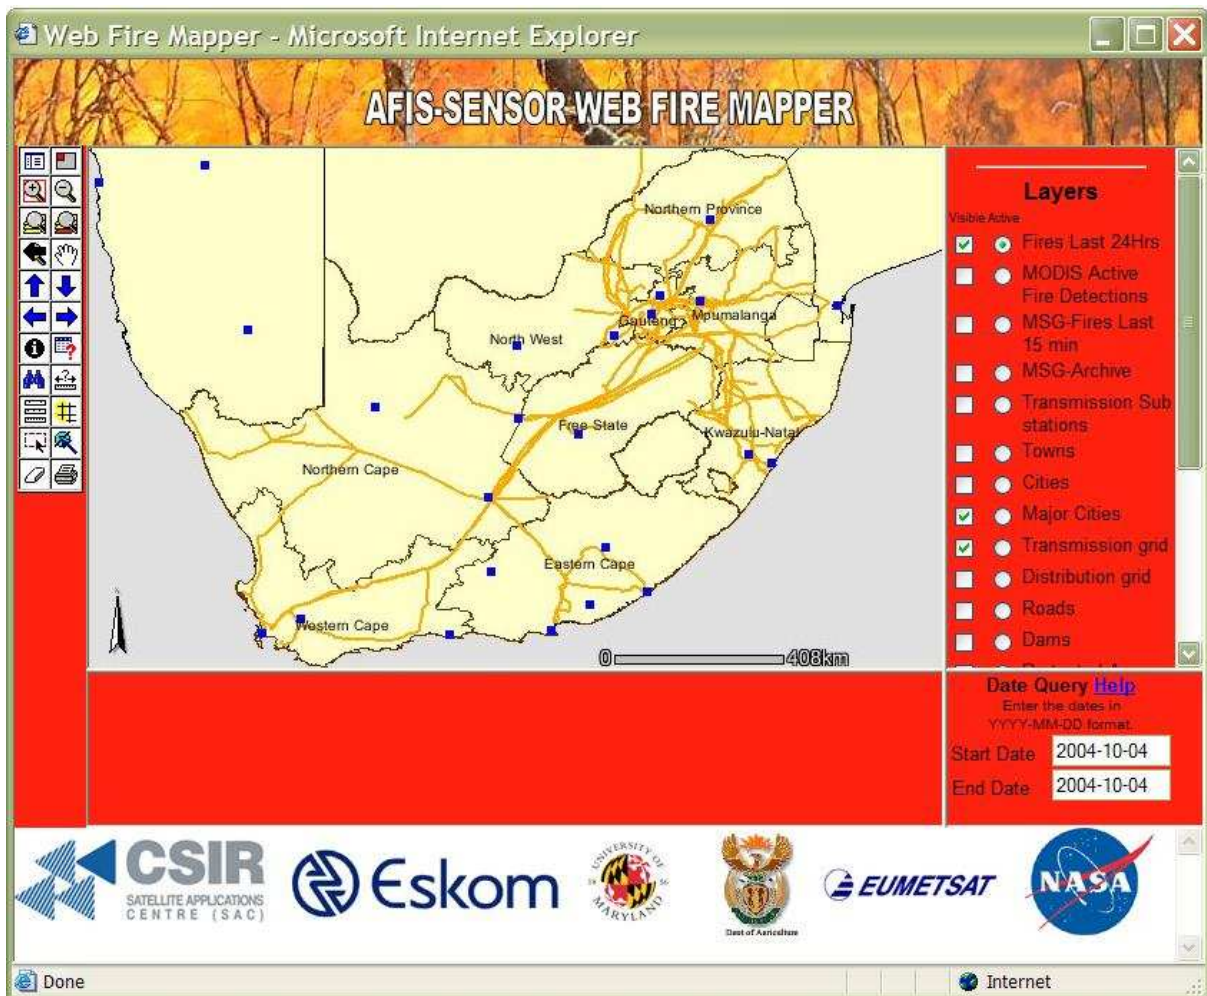 Web Fire Mapper - Microsoft Internet Explorer
AFIS-SENSOR WEB FIRE MAPPER
Northern Province
North West
Gauteng
Mpumalanga
Free State
Kwazulu-Natal
Northern Cape
Eastern Cape
Western Cape
0
408km
Layers
Visible Active
Fires Last 24Hrs
MODIS Active
Fire Detections
MSG-Fires Last
15 min
MSG-Archive
Transmission Sub
stations
Towns
Cities
Major Cities
Transmission grid
Distribution grid
Roads
Dams
Date Query Help
Enter the dates in
YYYY-MM-DD format.
Start Date 2004-10-04
End Date 2004-10-04
CSIR
SATELLITE APPLICATIONS
CENTRE (SAC)
Eskom
UNIVERSITY OF
MARYLAND
Dept of Agriculture
EUMETSAT
NASA
Done
Internet